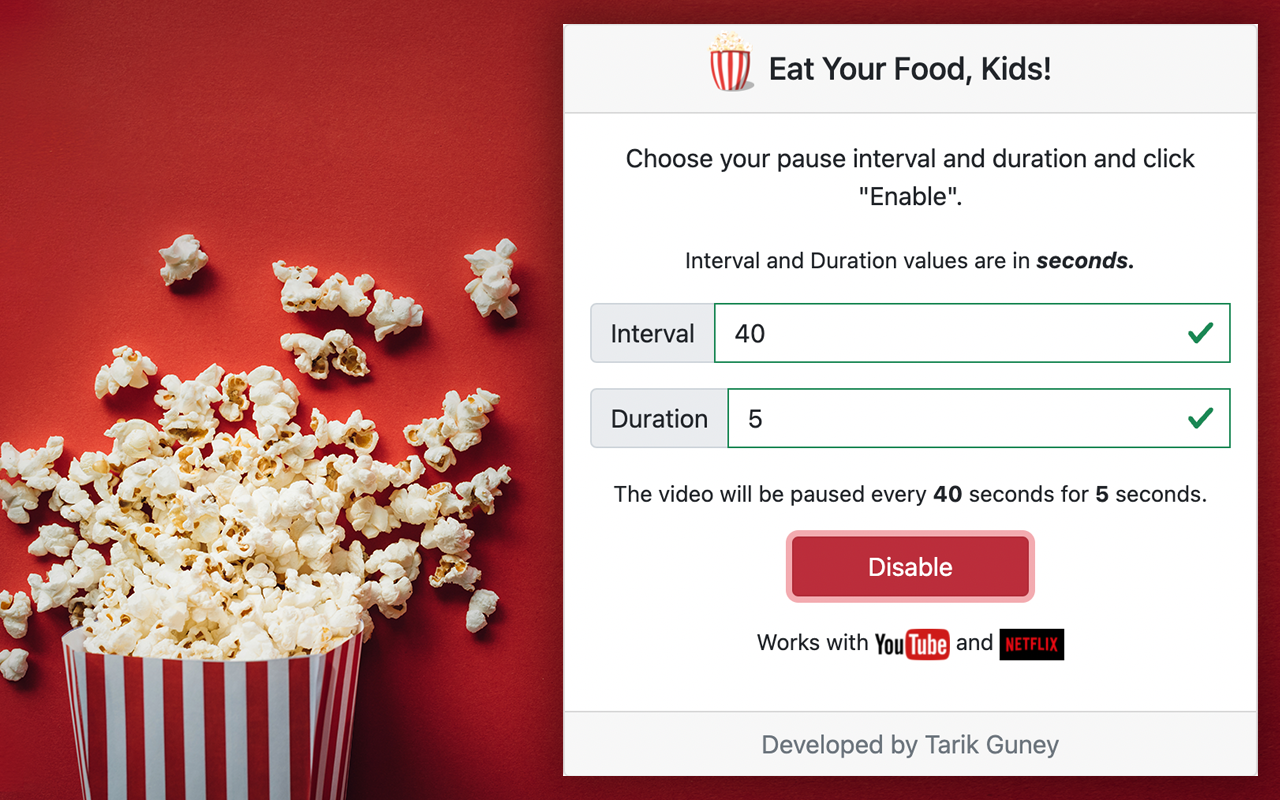 Eat Your Food, Kids!
Choose your pause interval and duration and click
"Enable".
Interval and Duration values are in seconds.
Interval 40
Duration 5
The video will be paused every 40 seconds for 5 seconds.
Disable
Works with YouTube and NETFLIX
Developed by Tarik Guney